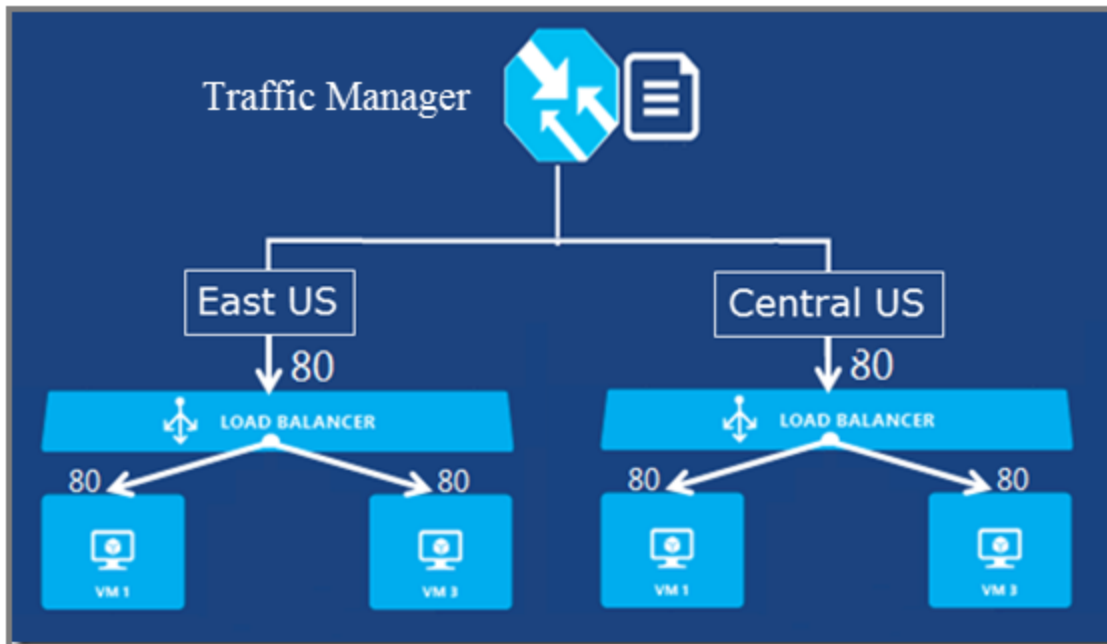 Traffic Manager
East US
Central US
80
80
LOAD BALANCER
LOAD BALANCER
80
80
80
80
VM 1
VM 3
VM 1
VM 3